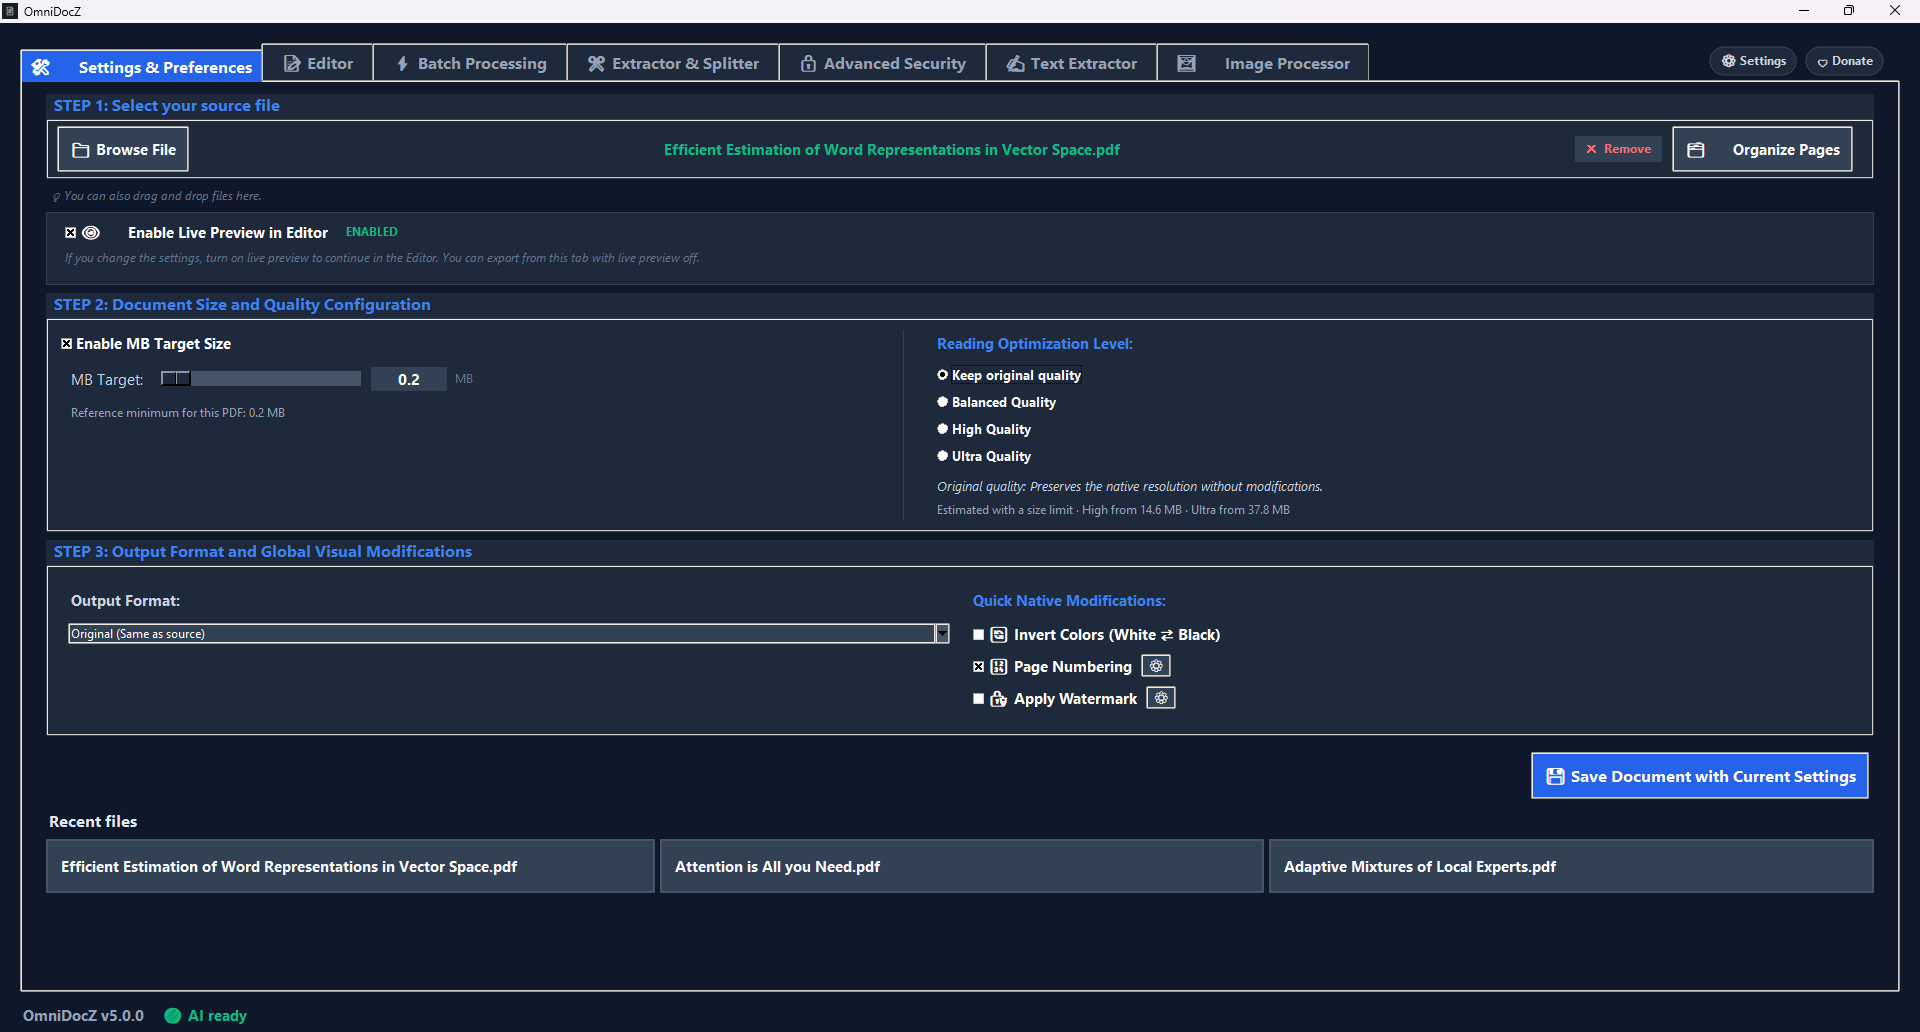 OmniDocZ
Settings & Preferences
Editor
Batch Processing
Extractor & Splitter
Advanced Security
Text Extractor
Image Processor
Settings
Donate
STEP 1: Select your source file
Browse File
Efficient Estimation of Word Representations in Vector Space.pdf
Remove
Organize Pages
You can also drag and drop files here.
Enable Live Preview in Editor
ENABLED
If you change the settings, turn on live preview to continue in the Editor. You can export from this tab with live preview off.
STEP 2: Document Size and Quality Configuration
Enable MB Target Size
MB Target:
0.2
MB
Reference minimum for this PDF: 0.2 MB
Reading Optimization Level:
Keep original quality
Balanced Quality
High Quality
Ultra Quality
Original quality: Preserves the native resolution without modifications.
Estimated with a size limit · High from 14.6 MB · Ultra from 37.8 MB
STEP 3: Output Format and Global Visual Modifications
Output Format:
Original (Same as source)
Quick Native Modifications:
Invert Colors (White ⇄ Black)
Page Numbering
Apply Watermark
Save Document with Current Settings
Recent files
Efficient Estimation of Word Representations in Vector Space.pdf
Attention is All you Need.pdf
Adaptive Mixtures of Local Experts.pdf
OmniDocZ v5.0.0
AI ready